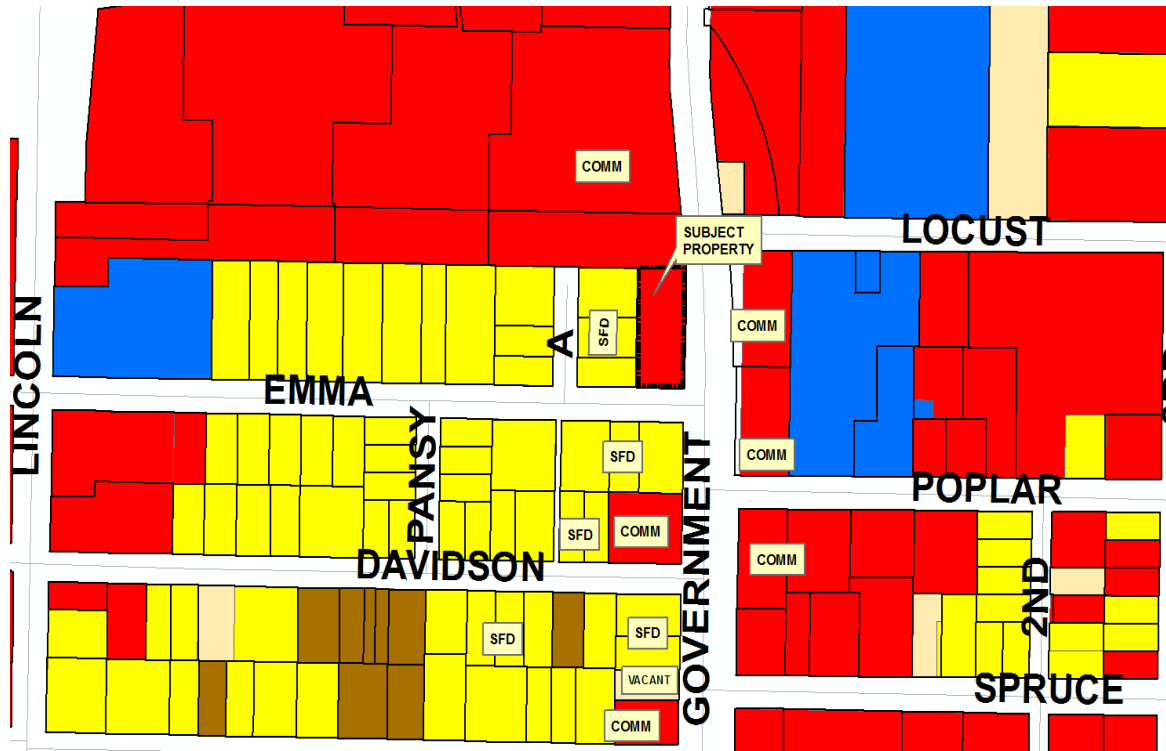 COMM
SUBJECT
PROPERTY
LOCUST
COMM
SFD
A
LINCOLN
EMMA
PANSY
GOVERNMENT
SFD
COMM
POPLAR
SFD
COMM
COMM
DAVIDSON
2ND
SFD
SFD
VACANT
SPRUCE
COMM